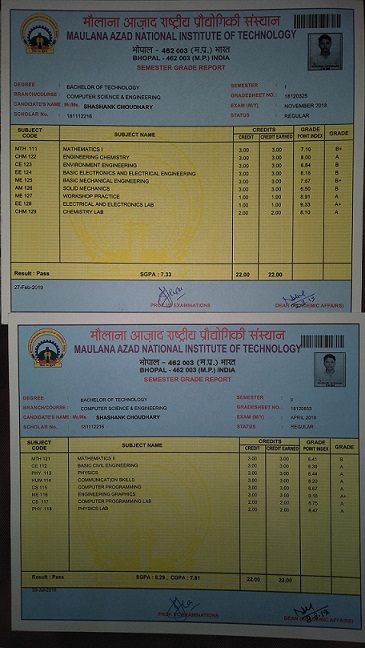 मौलाना आज़ाद राष्ट्रीय प्रौद्योगिकी संस्थान
MAULANA AZAD NATIONAL INSTITUTE OF TECHNOLOGY
भोपाल - 462 003 (म.प्र.) भारत
BHOPAL - 462 003 (M.P.) INDIA
SEMESTER GRADE REPORT
DEGREE : BACHELOR OF TECHNOLOGY SEMESTER : I
BRANCH/COURSE : COMPUTER SCIENCE & ENGINEERING GRADESHEET NO.
CANDIDATE'S NAME Mr/Ms. SHASHANK CHOUDHARY EXAM (M/Y) : NOVEMBER 2018
SCHOLAR NO. : 181112216 STATUS : REGULAR
SUBJECT CODE SUBJECT NAME CREDITS CREDIT CREDIT EARNED GRADE POINT INDEX GRADE
MTH 111 MATHEMATICS I 3.00 3.00 7.10 B+
CHM 122 ENGINEERING CHEMISTRY 3.00 3.00 8.00 A
CE 123 ENVIRONMENT ENGINEERING 3.00 3.00 6.84 B
EE 124 BASIC ELECTRONICS AND ELECTRICAL ENGINEERING 3.00 3.00 6.18 B
ME 125 BASIC MECHANICAL ENGINEERING 3.00 3.00 7.07 B+
AM 126 SOLID MECHANICS 3.00 3.00 6.50 B
ME 127 WORKSHOP PRACTICE 1.00 1.00 8.91 A
EE 128 ELECTRICAL AND ELECTRONICS LAB 1.00 1.00 9.33 A+
CHM 129 CHEMISTRY LAB 2.00 2.00 8.10 A
Result : Pass SGPA : 7.33 22.00 22.00
27-Feb-2019
PROF. I/C EXAMINATIONS DEAN (ACADEMIC AFFAIRS)
मौलाना आज़ाद राष्ट्रीय प्रौद्योगिकी संस्थान
MAULANA AZAD NATIONAL INSTITUTE OF TECHNOLOGY
भोपाल - 462 003 (म.प्र.) भारत
BHOPAL - 462 003 (M.P.) INDIA
SEMESTER GRADE REPORT
DEGREE BACHELOR OF TECHNOLOGY SEMESTER
BRANCH/COURSE : COMPUTER SCIENCE & ENGINEERING GRADESHEET NO.
CANDIDATE'S NAME Mr/Ms. SHASHANK CHOUDHARY EXAM (M/Y) : APRIL 2019
SCHOLAR NO. : 181112216 STATUS : REGULAR
SUBJECT CODE SUBJECT NAME CREDITS CREDIT CREDIT EARNED GRADE POINT INDEX GRADE
MTH 121 MATHEMATICS II 3.00 3.00 6.41 B
CE 112 BASIC CIVIL ENGINEERING 3.00 3.00 A
PHY 113 PHYSICS 3.00 3.00 8.44 A
HUM 114 COMMUNICATION SKILLS 3.00 3.00 8.20 A
CS 115 COMPUTER PROGRAMMING 3.00 3.00 8.67 A
ME 116 ENGINEERING GRAPHICS 3.00 3.00 A+
CS 117 COMPUTER PROGRAMMING LAB 2.00 2.00 8.75 A
PHY 118 PHYSICS LAB 2.00 2.00 8.47 A
Result : Pass SGPA : 8.29 , CGPA : 7.81 22.00 22.00
PROF. I/C EXAMINATIONS DEAN (ACADEMIC AFFAIRS)